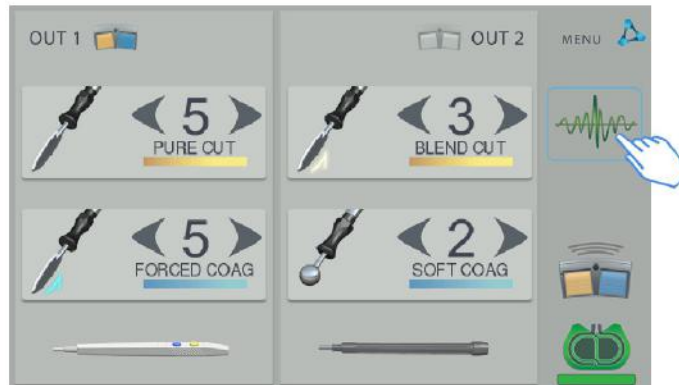 OUT 1
OUT 2
MENU
5
PURE CUT
3
BLEND CUT
5
FORCED COAG
2
SOFT COAG